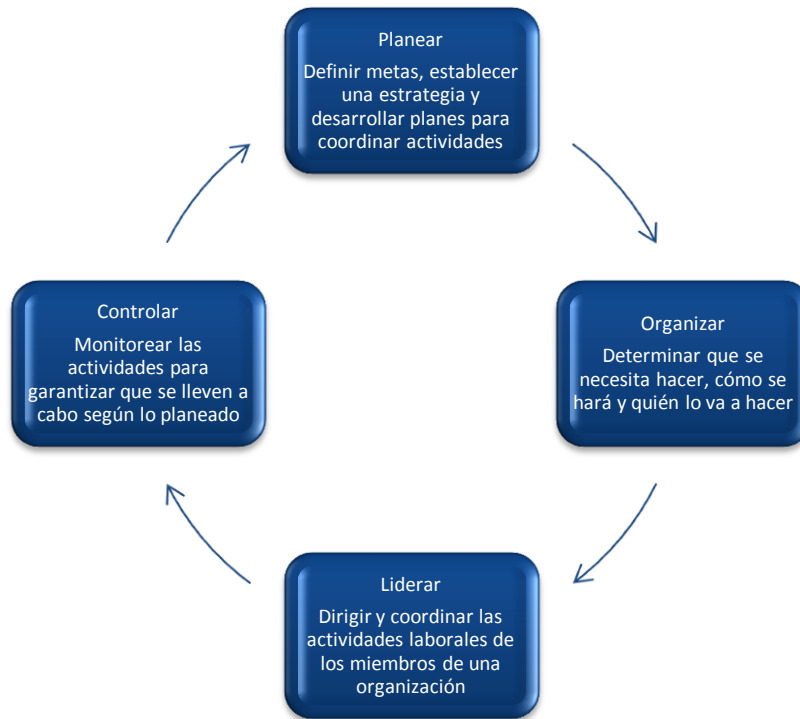 Planear
Definir metas, establecer
una estrategia y
desarrollar planes para
coordinar actividades
Organizar
Determinar que se
necesita hacer, cómo se
hará y quién lo va a hacer
Liderar
Dirigir y coordinar las
actividades laborales de
los miembros de una
organización
Controlar
Monitorear las
actividades para
garantizar que se lleven a
cabo según lo planeado